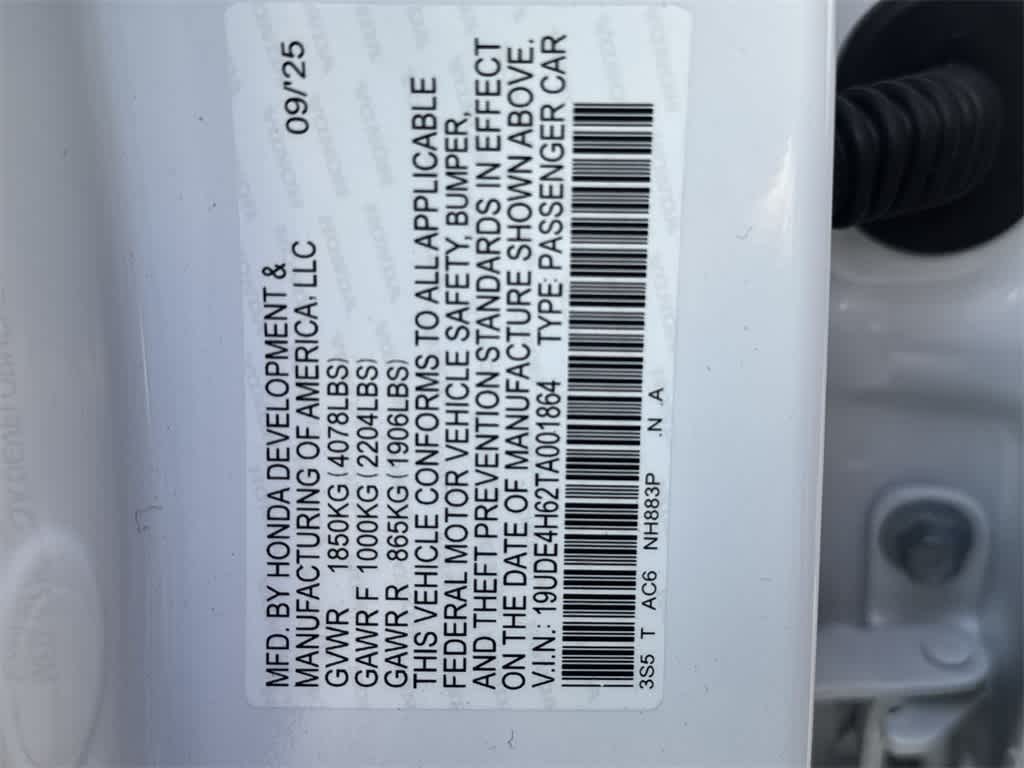 MFD. BY HONDA DEVELOPMENT &
MANUFACTURING OF AMERICA, LLC 09/'25
GVWR 1850KG (4078LBS)
GAWR F 1000KG (2204LBS)
GAWR R 865KG (1906LBS)
THIS VEHICLE CONFORMS TO ALL APPLICABLE
FEDERAL MOTOR VEHICLE SAFETY, BUMPER,
AND THEFT PREVENTION STANDARDS IN EFFECT
ON THE DATE OF MANUFACTURE SHOWN ABOVE.
V.I.N.: 19UDE4H62TA001864 TYPE: PASSENGER CAR
3S5 T AC6 NH883P .N A